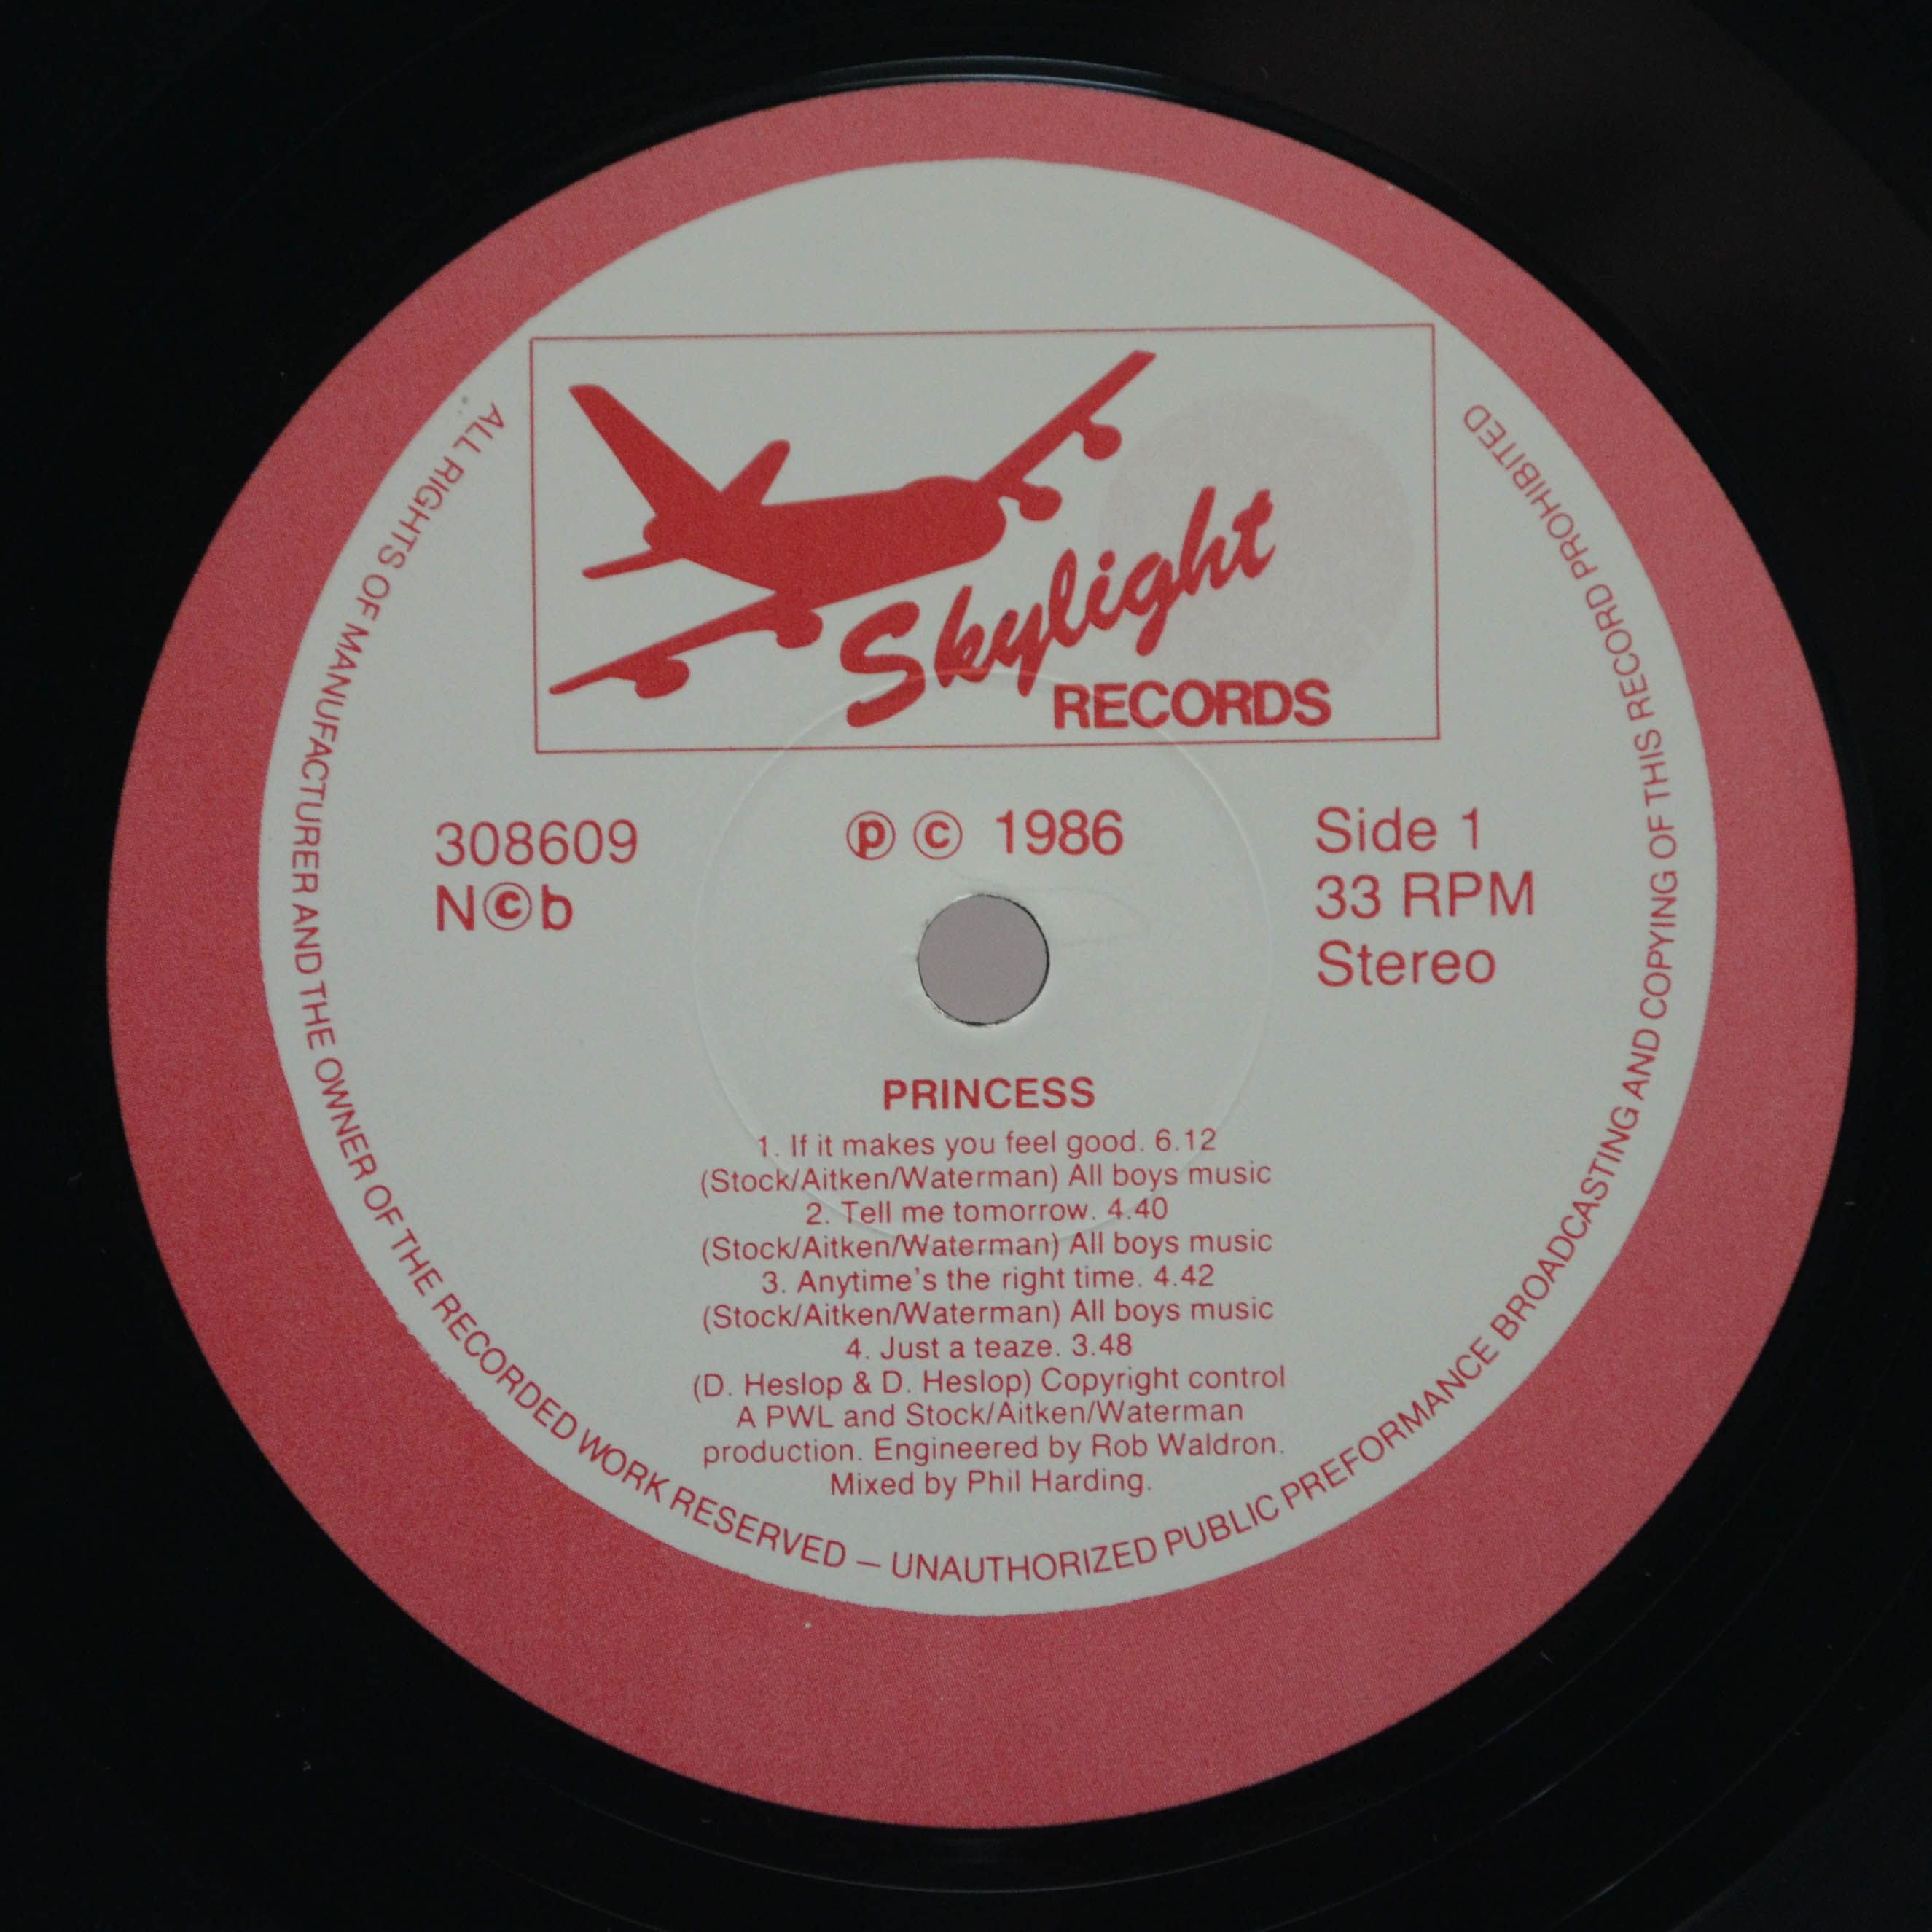 Skylight
RECORDS
308609
N©b
℗ © 1986
Side 1
33 RPM
Stereo
PRINCESS
1. If it makes you feel good. 6.12
(Stock/Aitken/Waterman) All boys music
2. Tell me tomorrow. 4.40
(Stock/Aitken/Waterman) All boys music
3. Anytime's the right time. 4.42
(Stock/Aitken/Waterman) All boys music
4. Just a teaze. 3.48
(D. Heslop & D. Heslop) Copyright control
A PWL and Stock/Aitken/Waterman
production. Engineered by Rob Waldron.
Mixed by Phil Harding.
ALL RIGHTS OF MANUFACTURER AND THE OWNER OF THE RECORDED WORK RESERVED – UNAUTHORIZED PUBLIC PREFORMANCE BROADCASTING AND COPYING OF THIS RECORD PROHIBITED